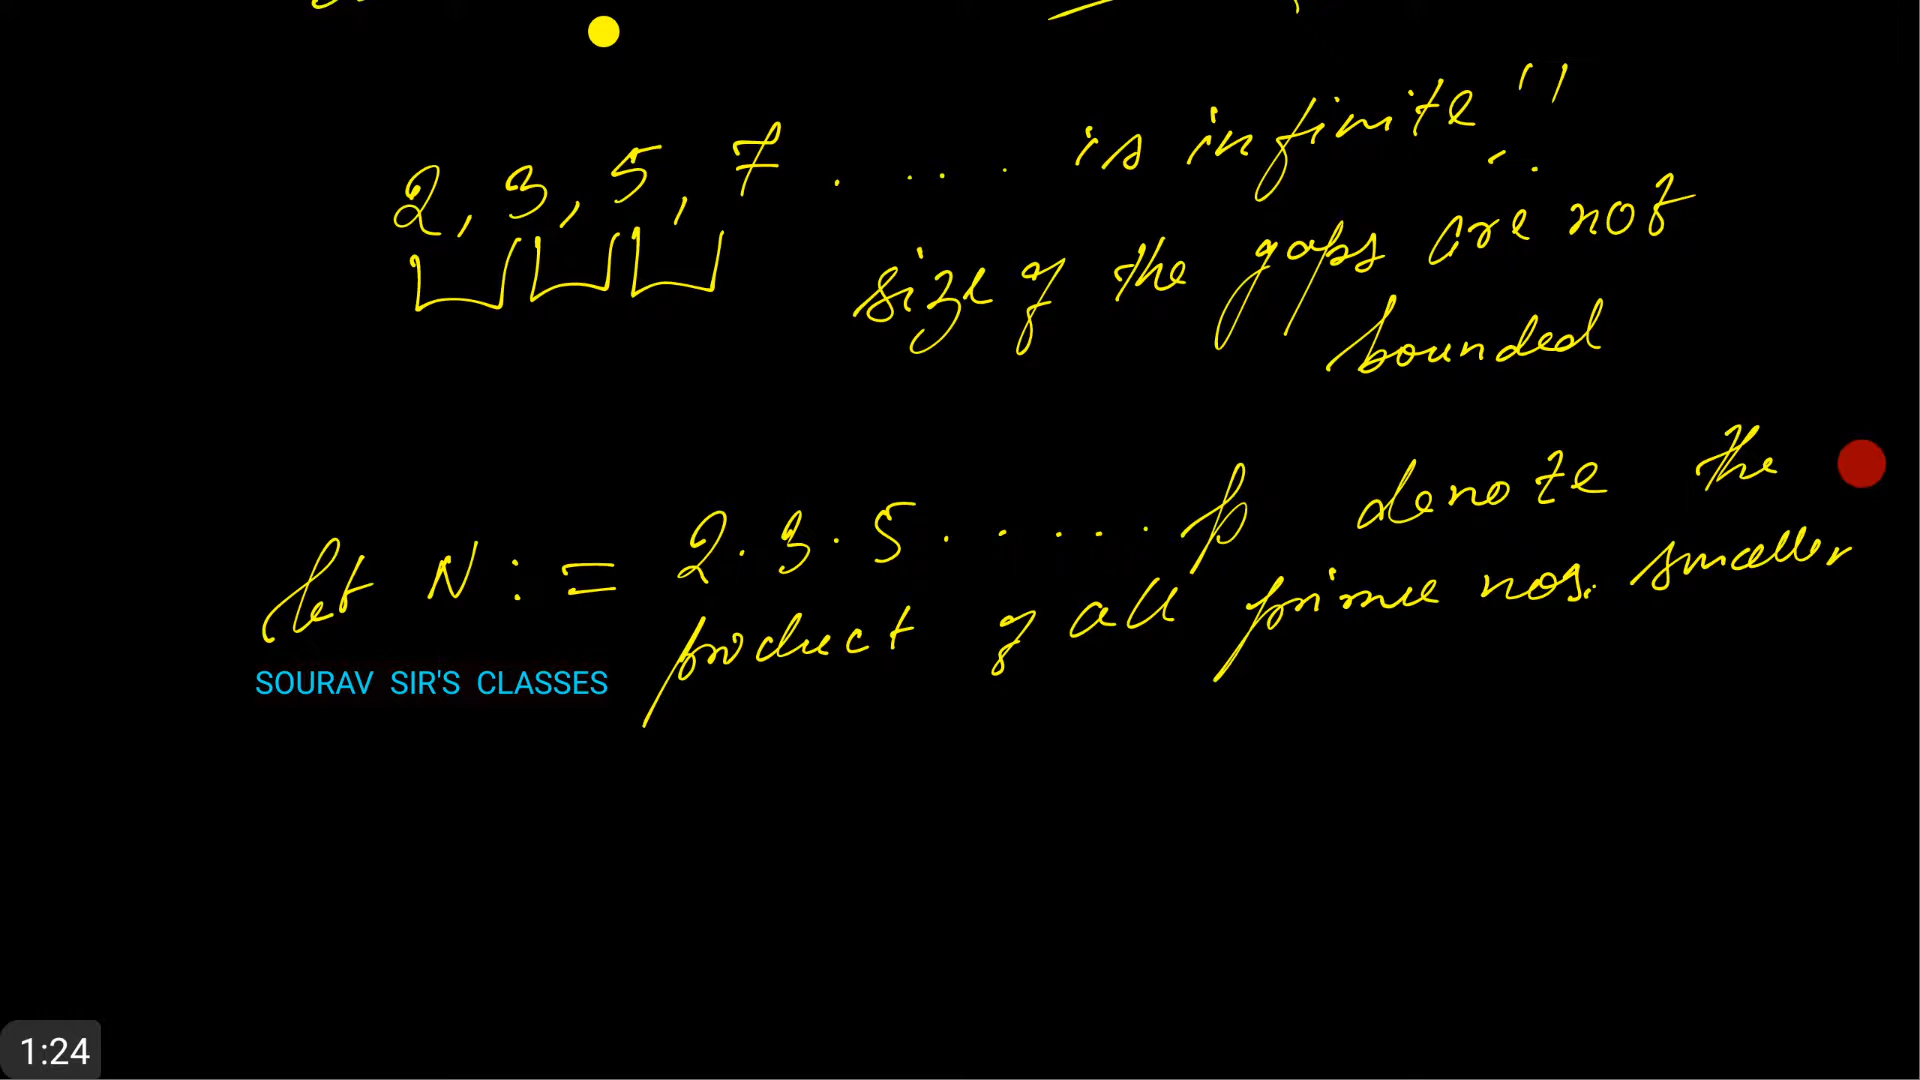 2, 3, 5, 7 . . . . is infinite"
size of the gaps are not
bounded
Let N := 2.3.5. . . . . p denote the
product of all prime nos. smaller
SOURAV SIR'S CLASSES
1:24